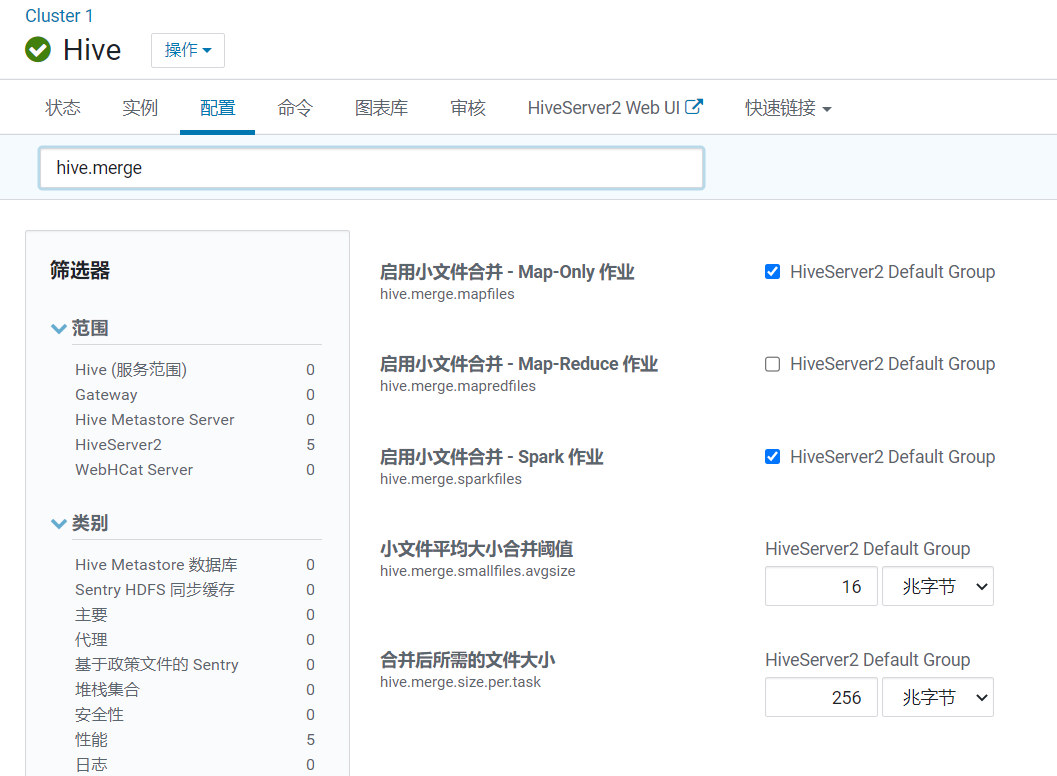 Cluster 1
Hive 操作
状态 实例 配置 命令 图表库 审核 HiveServer2 Web UI 快速链接
hive.merge
筛选器
范围
Hive (服务范围) 0
Gateway 0
Hive Metastore Server 0
HiveServer2 5
WebHCat Server 0
类别
Hive Metastore 数据库 0
Sentry HDFS 同步缓存 0
主要 0
代理 0
基于政策文件的 Sentry 0
堆栈集合 0
安全性 0
性能 5
日志 0
启用小文件合并 - Map-Only 作业 HiveServer2 Default Group
hive.merge.mapfiles
启用小文件合并 - Map-Reduce 作业 HiveServer2 Default Group
hive.merge.mapredfiles
启用小文件合并 - Spark 作业 HiveServer2 Default Group
hive.merge.sparkfiles
小文件平均大小合并阈值 HiveServer2 Default Group
hive.merge.smallfiles.avgsize
16 兆字节
合并后所需的文件大小 HiveServer2 Default Group
hive.merge.size.per.task
256 兆字节